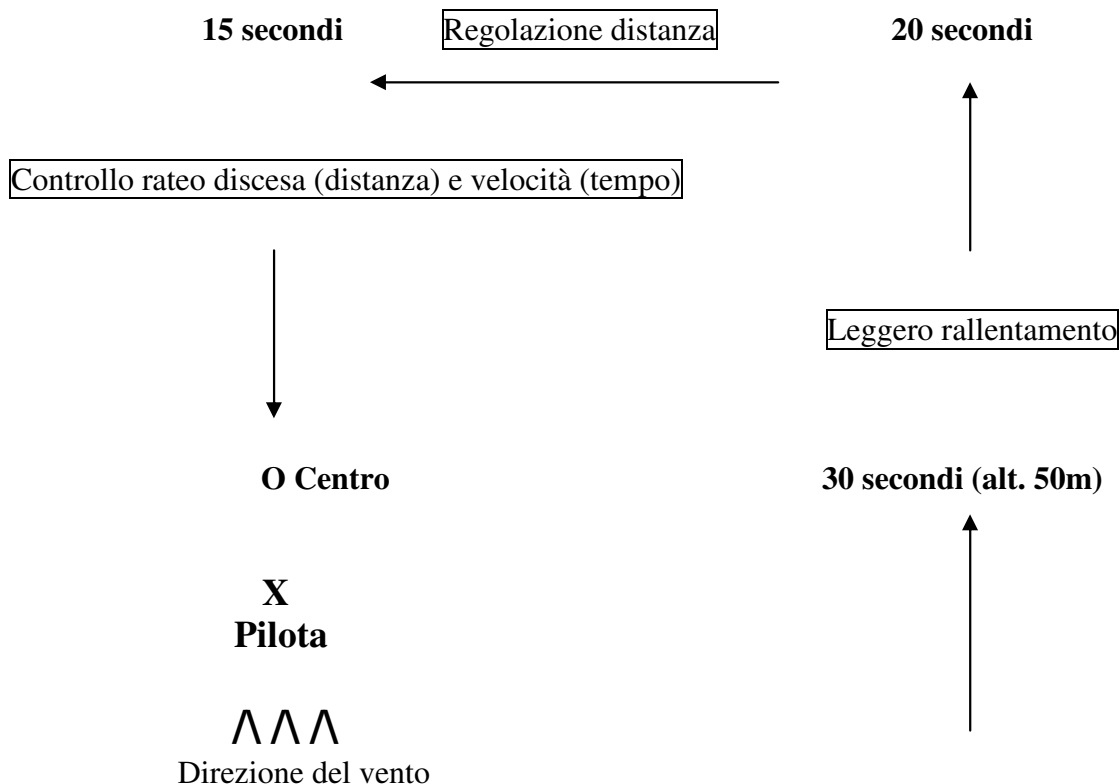 15 secondi
Regolazione distanza
20 secondi
Controllo rateo discesa (distanza) e velocità (tempo)
Leggero rallentamento
O Centro
30 secondi (alt. 50m)
X
Pilota
Λ Λ Λ
Direzione del vento